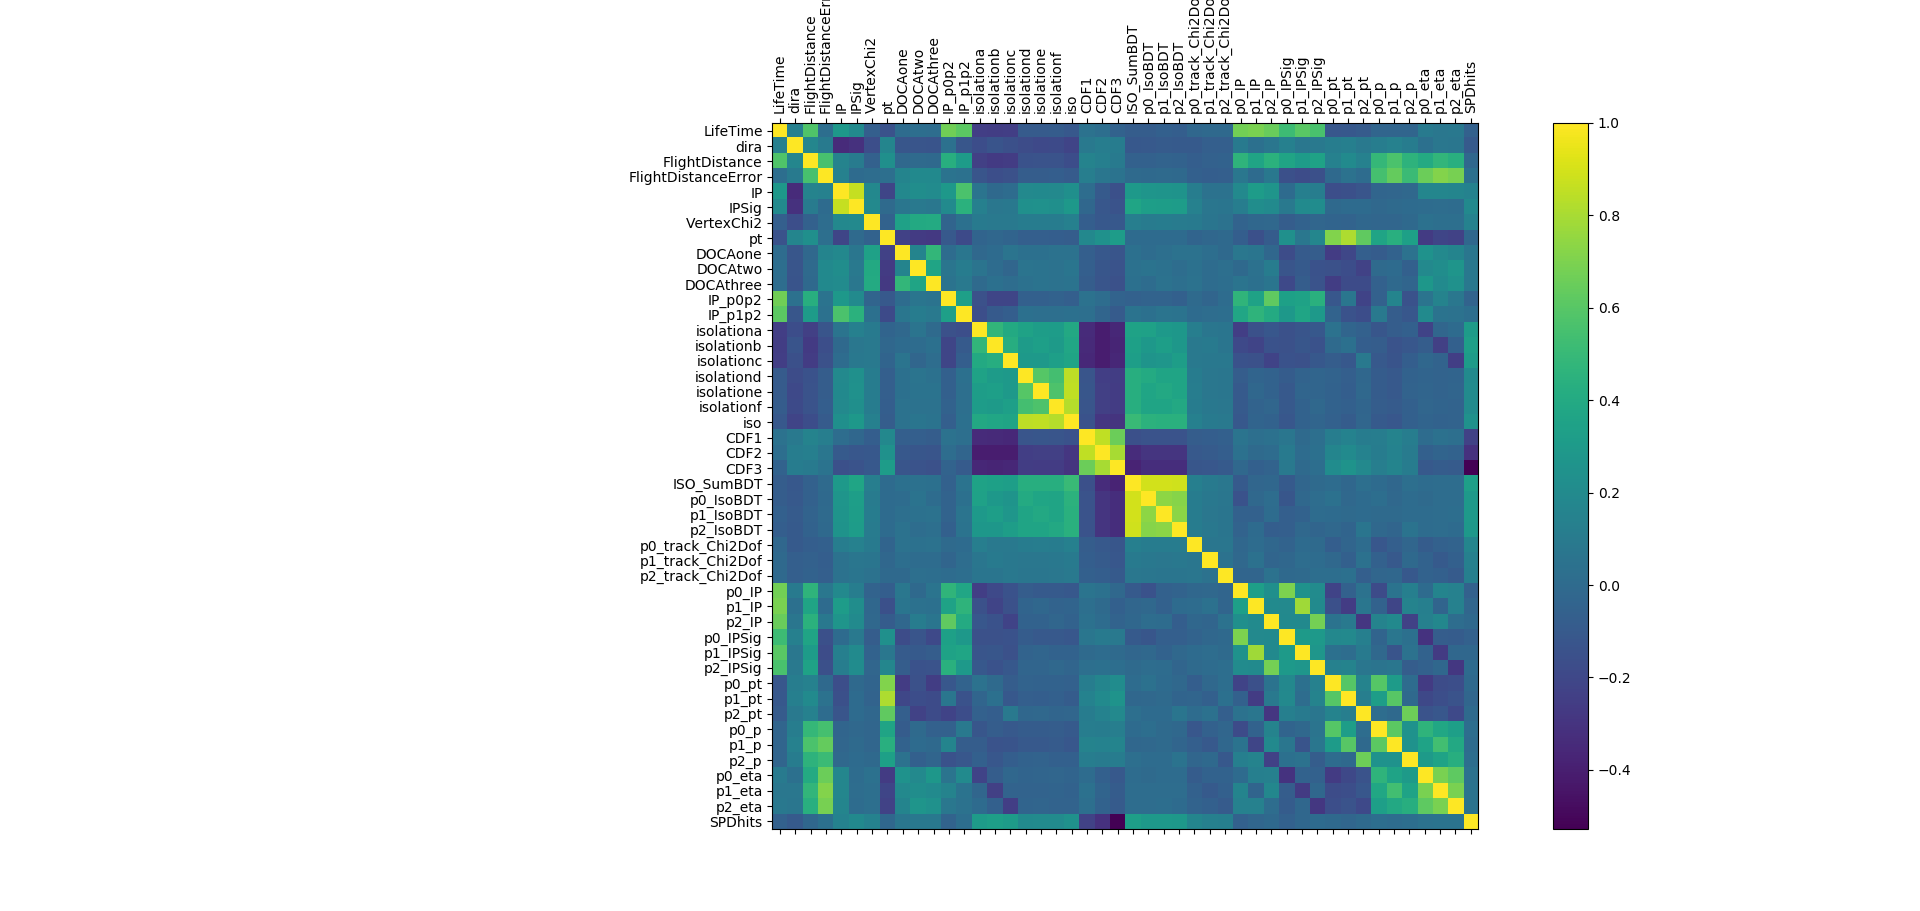 LifeTime
dira
FlightDistance
FlightDistanceErr
IP
IPSig
VertexChi2
pt
DOCAone
DOCAtwo
DOCAthree
IP_p0p2
IP_p1p2
isolationa
isolationb
isolationc
isolationd
isolatione
isolationf
iso
CDF1
CDF2
CDF3
ISO_SumBDT
p0_IsoBDT
p1_IsoBDT
p2_IsoBDT
p0_track_Chi2Do
p1_track_Chi2Do
p2_track_Chi2Do
p0_IP
p1_IP
p2_IP
p0_IPSig
p1_IPSig
p2_IPSig
p0_pt
p1_pt
p2_pt
p0_p
p1_p
p2_p
p0_eta
p1_eta
p2_eta
SPDhits
LifeTime
dira
FlightDistance
FlightDistanceError
IP
IPSig
VertexChi2
pt
DOCAone
DOCAtwo
DOCAthree
IP_p0p2
IP_p1p2
isolationa
isolationb
isolationc
isolationd
isolatione
isolationf
iso
CDF1
CDF2
CDF3
ISO_SumBDT
p0_IsoBDT
p1_IsoBDT
p2_IsoBDT
p0_track_Chi2Dof
p1_track_Chi2Dof
p2_track_Chi2Dof
p0_IP
p1_IP
p2_IP
p0_IPSig
p1_IPSig
p2_IPSig
p0_pt
p1_pt
p2_pt
p0_p
p1_p
p2_p
p0_eta
p1_eta
p2_eta
SPDhits
1.0
0.8
0.6
0.4
0.2
0.0
−0.2
−0.4